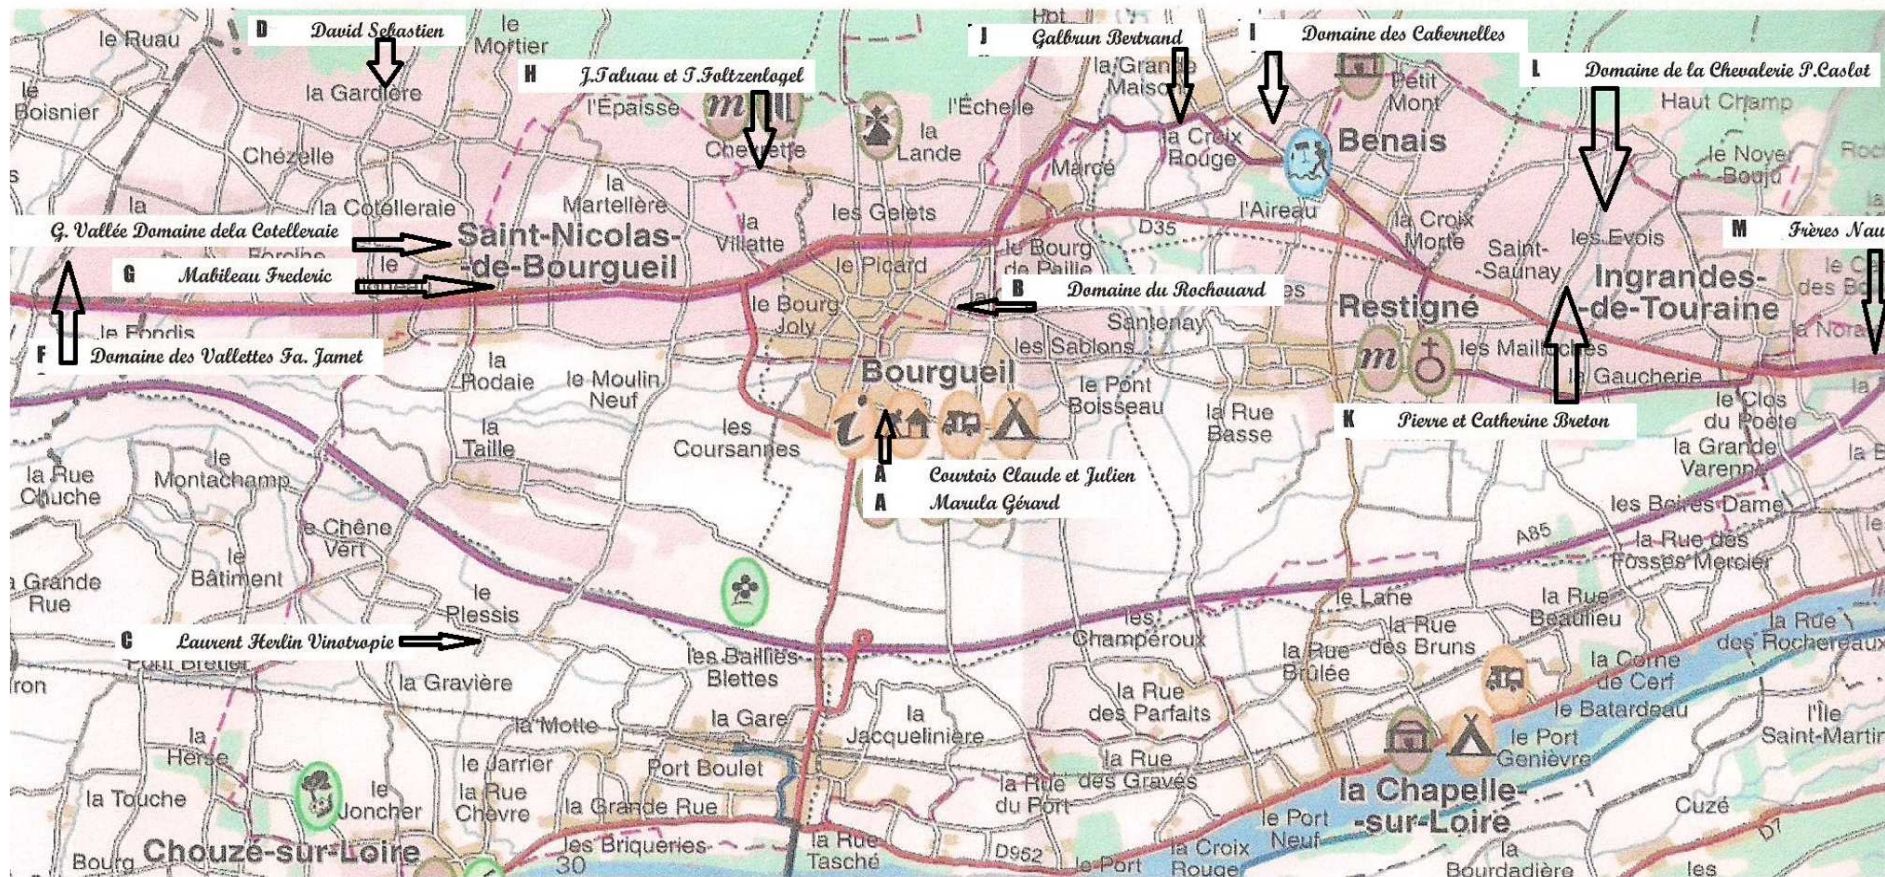 le Ruau
D David Sebastien
le Mortier
Hot
J Galbrun Bertrand
I Domaine des Cabernelles
L Domaine de la Chevalerie P.Caslot
H J.Taluau et T.Foltzenlogel
la Grande Maison
Petit Mont
Haut Champ
le Boisnier
la Gardière
l'Épaisse
m
l'Échelle
Chézelle
Chevrette
la Lande
la Croix Rouge
Benais
Marcé
le Noyer Bouju
la Martellère
la Cotelleraie
les Gelets
l'Aireau
la Croix Morte
G. Vallée Domaine dela Cotelleraie
Saint-Nicolas-
-de-Bourgueil
la Villatte
D35
les Evois
Saint-
-Saunay
M Frères Nau
G Mabileau Frederic
le Picard
le Bourg de Paille
Ingrandes-
-de-Touraine
B Domaine du Rochouard
le Fondis
le Bourg Joly
Santenay
Restigné
F Domaine des Vallettes Fa. Jamet
les Sablons
m
les Mailloches
la Rodaie
le Moulin Neuf
Bourgueil
le Pont Boisseau
la Gaucherie
la Rue Basse
le Clos du Poète
K Pierre et Catherine Breton
la Taille
les Coursannes
i
la Grande Varenne
la Rue Cauche
le Montachamp
A Courtois Claude et Julien
A Marula Gérard
les Boires Dame
le Chêne Vert
A85
la Rue des Fosses Mercier
la Grande Rue
le Bâtiment
le Plessis
le Lane
la Rue Beaulieu
C Laurent Herlin Vinotropie
les Champéroux
la Rue des Bruns
la Rue des Rochereaux
les Baillies Blettes
la Rue Brûlée
la Corne de Cerf
la Gravière
la Rue des Parfaits
la Motte
la Gare
la Jacquelinière
le Batardeau
l'Île Saint-Martin
la Herse
le Jarrier
Port Boulet
la Rue des Gravés
le Port Genièvre
la Touche
le Joncher
la Rue Chèvre
la Grande Rue
la Rue du Port
la Chapelle-
-sur-Loire
Cuzé
le Port Neuf
D7
Bourg
Chouzé-sur-Loire
les Briqueries
30
la Rue Tasché
D952
le Port
la Croix Rouge
la Bourdadière
les